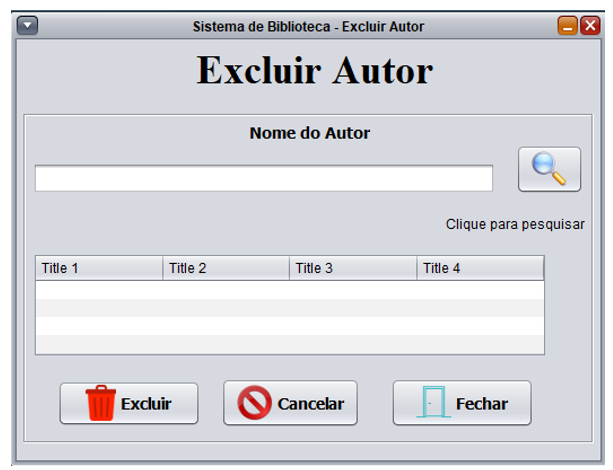 Sistema de Biblioteca - Excluir Autor
Excluir Autor
Nome do Autor
Clique para pesquisar
Title 1 Title 2 Title 3 Title 4
Excluir Cancelar Fechar